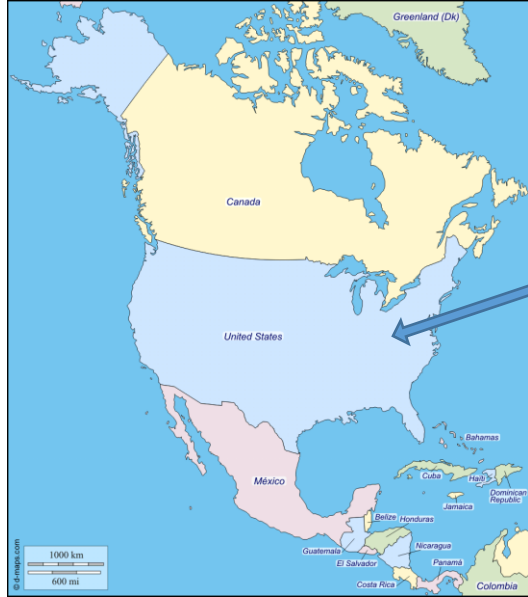 Greenland (Dk)
Canada
United States
Bahamas
México
Cuba
Haïti
Dominican
Republic
Jamaica
Belize
Honduras
Guatemala
Nicaragua
El Salvador
Costa Rica
Panamá
Colombia
1000 km
600 mi
© d-maps.com